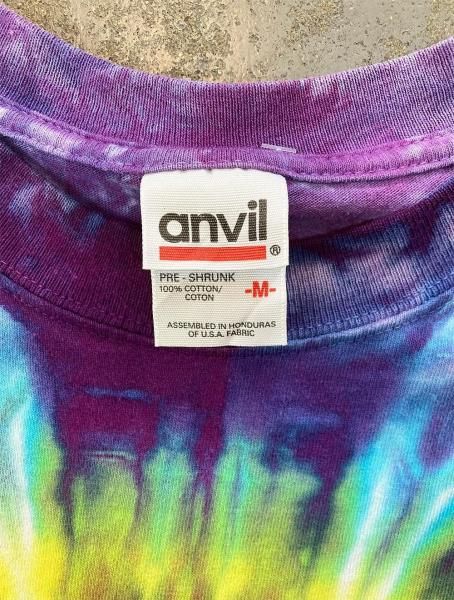 anvil®
PRE - SHRUNK
100% COTTON/
COTON
-M-
ASSEMBLED IN HONDURAS
OF U.S.A. FABRIC